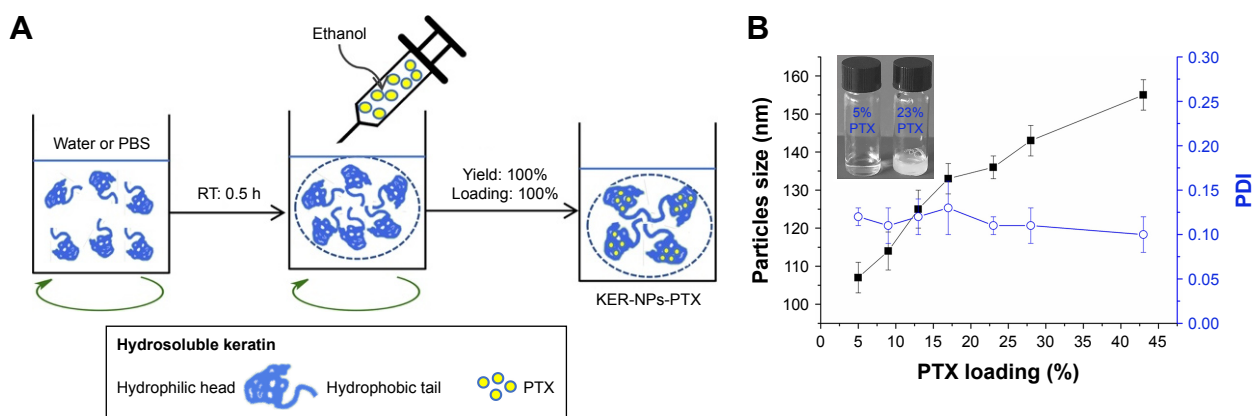 A
Ethanol
Water or PBS
RT: 0.5 h
Yield: 100%
Loading: 100%
KER-NPs-PTX
Hydrosoluble keratin
Hydrophilic head
Hydrophobic tail
PTX
B
Particles size (nm)
160
150
140
130
120
110
100
5%
PTX
23%
PTX
0.30
0.25
0.20
0.15
0.10
0.05
0.00
PDI
0 5 10 15 20 25 30 35 40 45
PTX loading (%)